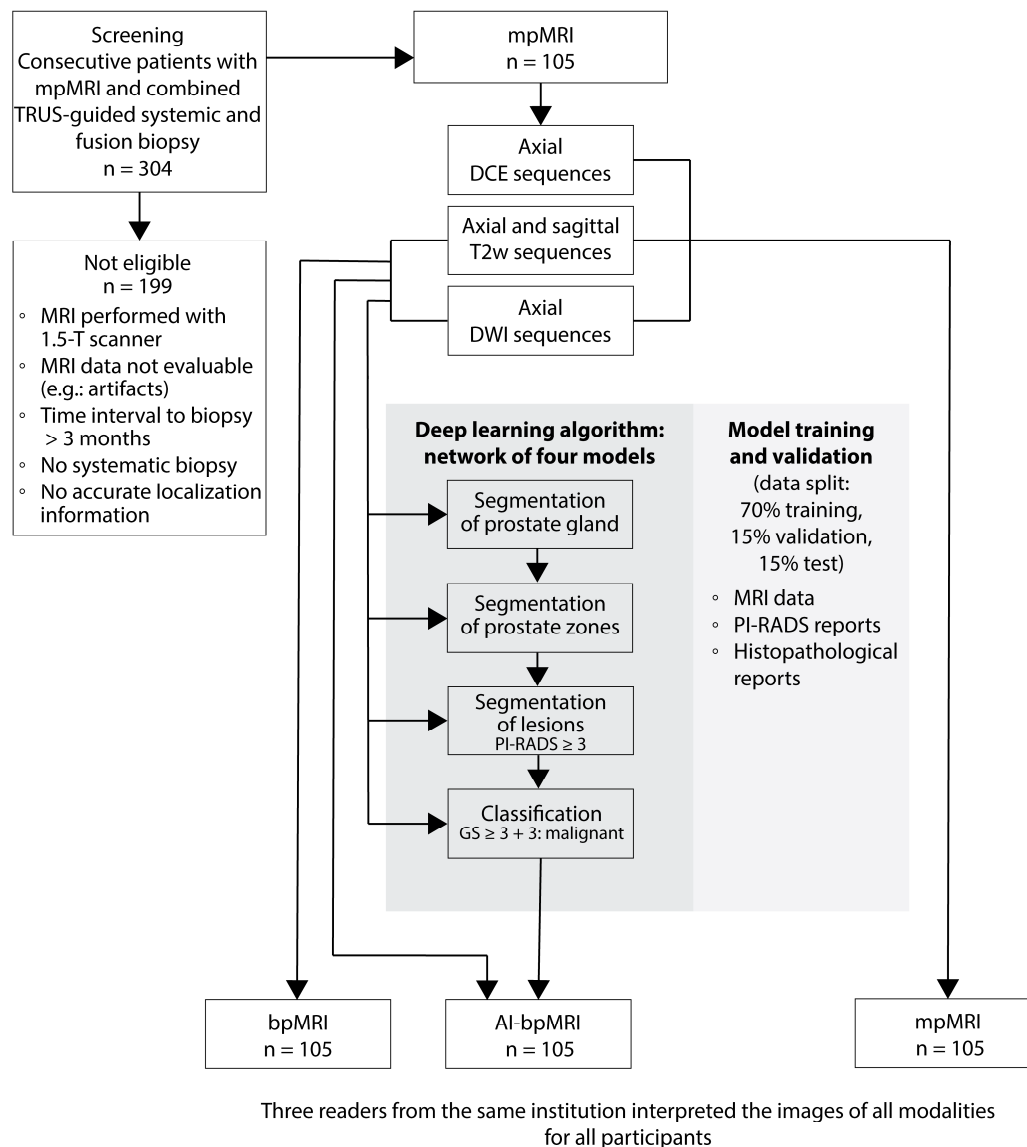 Screening
Consecutive patients with
mpMRI and combined
TRUS-guided systemic and
fusion biopsy
n = 304
mpMRI
n = 105
Axial
DCE sequences
Axial and sagittal
T2w sequences
Axial
DWI sequences
Not eligible
n = 199
◦ MRI performed with
1.5-T scanner
◦ MRI data not evaluable
(e.g.: artifacts)
◦ Time interval to biopsy
> 3 months
◦ No systematic biopsy
◦ No accurate localization
information
Deep learning algorithm:
network of four models
Segmentation
of prostate gland
Segmentation
of prostate zones
Segmentation
of lesions
PI-RADS ≥ 3
Classification
GS ≥ 3 + 3: malignant
Model training
and validation
(data split:
70% training,
15% validation,
15% test)
◦ MRI data
◦ PI-RADS reports
◦ Histopathological
reports
bpMRI
n = 105
AI-bpMRI
n = 105
mpMRI
n = 105
Three readers from the same institution interpreted the images of all modalities
for all participants